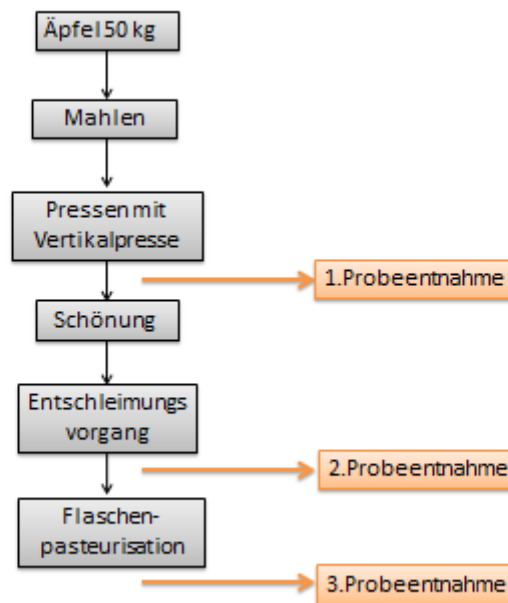 Äpfel 50 kg
Mahlen
Pressen mit
Vertikalpresse
1.Probeentnahme
Schönung
Entschleimungs
vorgang
2.Probeentnahme
Flaschen-
pasteurisation
3.Probeentnahme